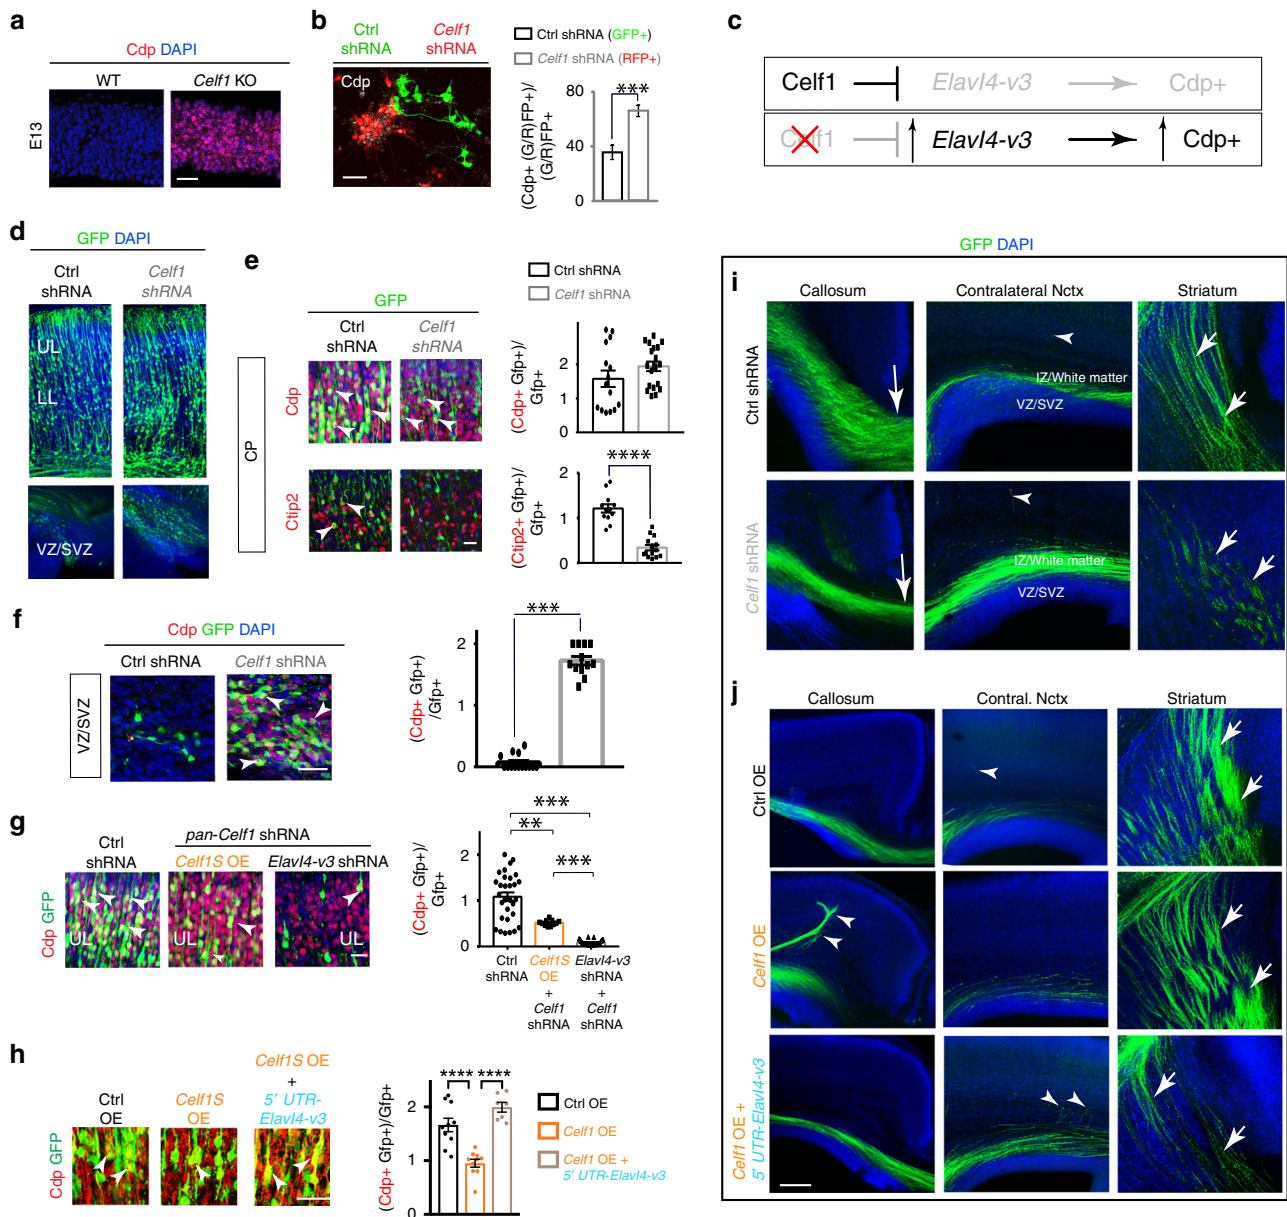 a
Cdp DAPI
WT
Celf1 KO
E13
b
Ctrl
shRNA
Celf1
shRNA
Cdp
Ctrl shRNA (GFP+)
Celf1 shRNA (RFP+)
(Cdp+ (G/R)FP+)/
(G/R)FP+
80
40
0
***
c
Celf1
Elavl4-v3
Cdp+
Celf1
Elavl4-v3
Cdp+
d
GFP DAPI
Ctrl
shRNA
Celf1
shRNA
UL
LL
VZ/SVZ
e
GFP
Ctrl
shRNA
Celf1
shRNA
CP
Cdp
Ctip2
Ctrl shRNA
Celf1 shRNA
(Cdp+ Gfp+)/
Gfp+
2
1
0
(Ctip2+ Gfp+)/
Gfp+
2
1
0
****
f
Cdp GFP DAPI
Ctrl shRNA
Celf1 shRNA
VZ/SVZ
(Cdp+ Gfp+)
/Gfp+
2
1
0
***
g
Ctrl
shRNA
pan-Celf1 shRNA
Celf1S OE
Elavl4-v3 shRNA
Cdp GFP
UL
UL
UL
(Cdp+ Gfp+)/
Gfp+
2
1
0
***
**
***
Ctrl
shRNA
Celf1S
OE
+
Celf1
shRNA
Elavl4-v3
shRNA
+
Celf1
shRNA
h
Ctrl
OE
Celf1S
OE
Celf1S OE
+
5′ UTR-
Elavl4-v3
Cdp GFP
(Cdp+ Gfp+)/Gfp+
2
1
0
**** ****
Ctrl OE
Celf1 OE
Celf1 OE +
5′ UTR-Elavl4-v3
GFP DAPI
i
Callosum
Contralateral Nctx
Striatum
Ctrl shRNA
IZ/White matter
VZ/SVZ
Celf1 shRNA
IZ/White matter
VZ/SVZ
j
Callosum
Contral. Nctx
Striatum
Ctrl OE
Celf1 OE
Celf1 OE +
5′ UTR-Elavl4-v3